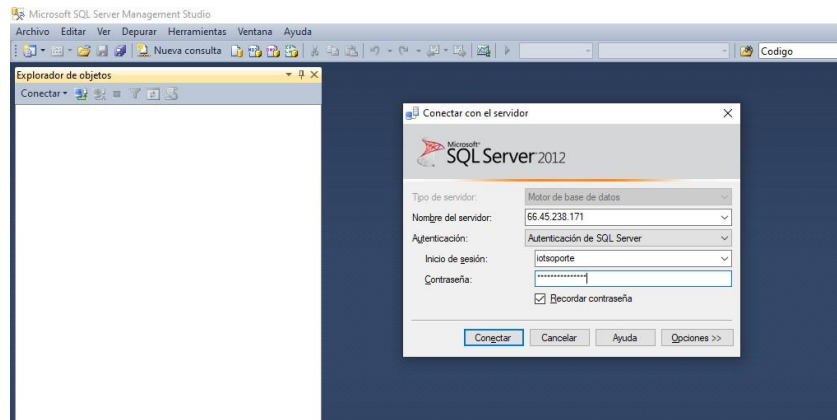 Microsoft SQL Server Management Studio
Archivo Editar Ver Depurar Herramientas Ventana Ayuda
Nueva consulta Codigo
Explorador de objetos
Conectar
Conectar con el servidor
Microsoft®
SQL Server 2012
Tipo de servidor: Motor de base de datos
Nombre del servidor: 66.45.238.171
Autenticación: Autenticación de SQL Server
Inicio de sesión: iotsoporte
Contraseña: ***************
Recordar contraseña
Conectar Cancelar Ayuda Opciones >>